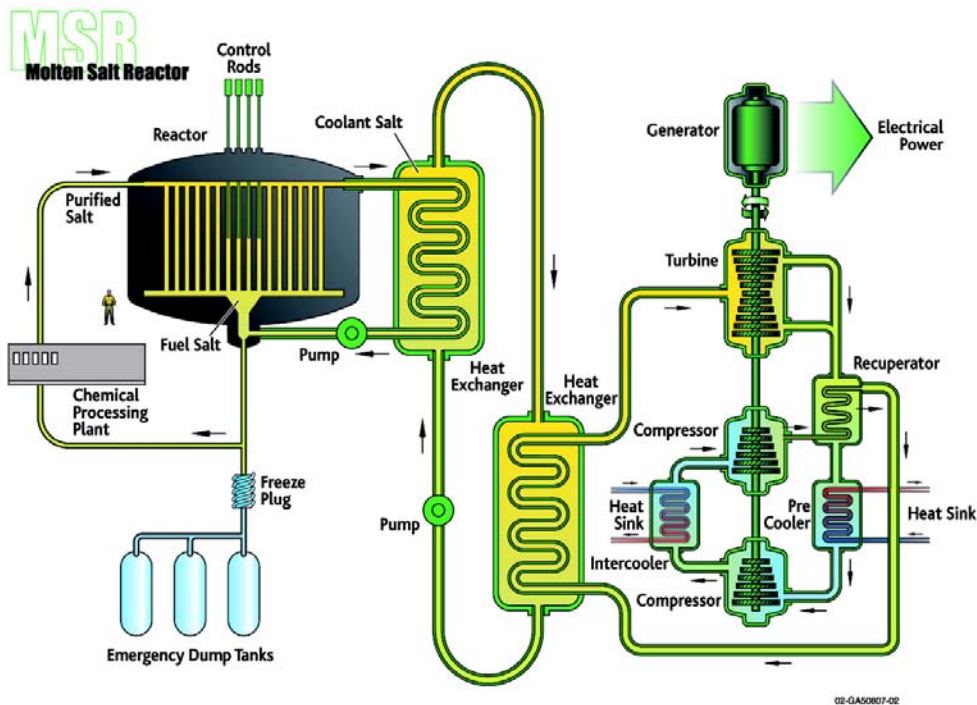 MSR
Molten Salt Reactor
Control
Rods
Reactor
Coolant Salt
Generator
Electrical
Power
Purified
Salt
Turbine
Fuel Salt
Pump
Heat
Exchanger
Heat
Exchanger
Recuperator
Chemical
Processing
Plant
Compressor
Freeze
Plug
Pump
Heat
Sink
Pre
Cooler
Heat Sink
Intercooler
Compressor
Emergency Dump Tanks
02-GA50807-02